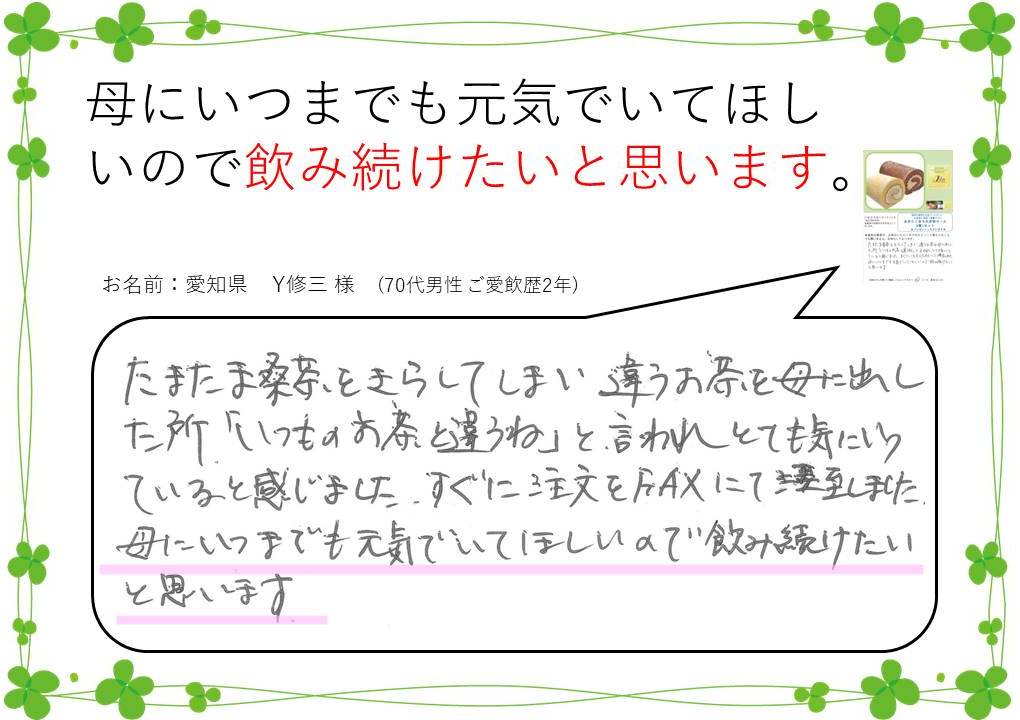 母にいつまでも元気でいてほし
いので飲み続けたいと思います。
お名前：愛知県　Y修三 様　(70代男性 ご愛飲歴2年)
たまたま桑茶をきらしてしまい 違うお茶を母に出し
た所「いつものお茶と違うね」と言われとても気にいっ
ていると感じました. すぐに注文をFAXにて しました.
母にいつまでも元気でいてほしいので飲み続けたい
と思います.